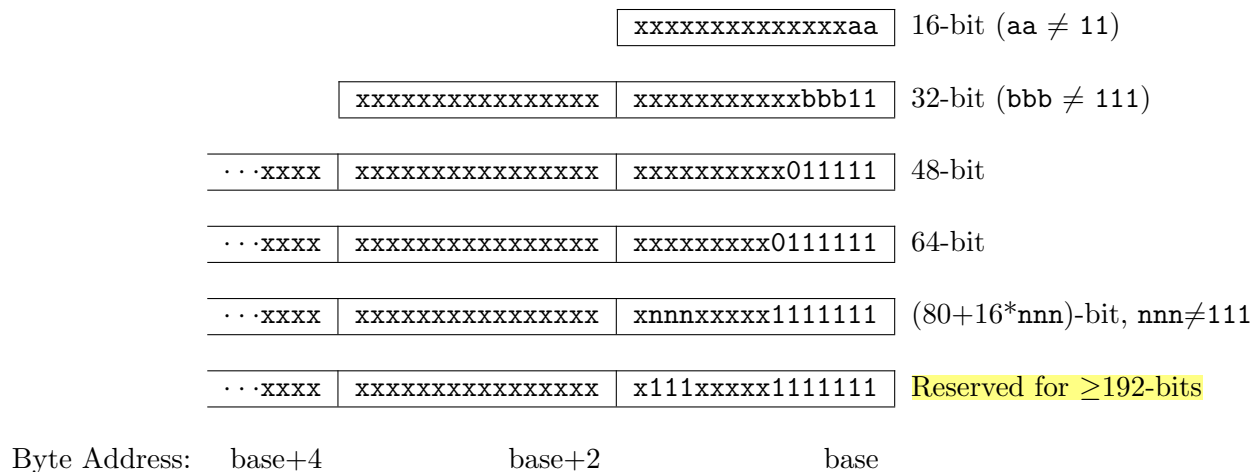 xxxxxxxxxxxxxxaa 16-bit (aa ≠ 11)
xxxxxxxxxxxxxxxx xxxxxxxxxxxbbb11 32-bit (bbb ≠ 111)
···xxxx xxxxxxxxxxxxxxxx xxxxxxxxxx011111 48-bit
···xxxx xxxxxxxxxxxxxxxx xxxxxxxxx0111111 64-bit
···xxxx xxxxxxxxxxxxxxxx xnnnxxxxx1111111 (80+16*nnn)-bit, nnn≠111
···xxxx xxxxxxxxxxxxxxxx x111xxxxx1111111 Reserved for ≥192-bits
Byte Address: base+4 base+2 base